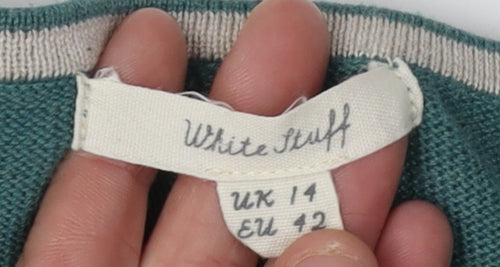 White Stuff
UK 14
EU 42